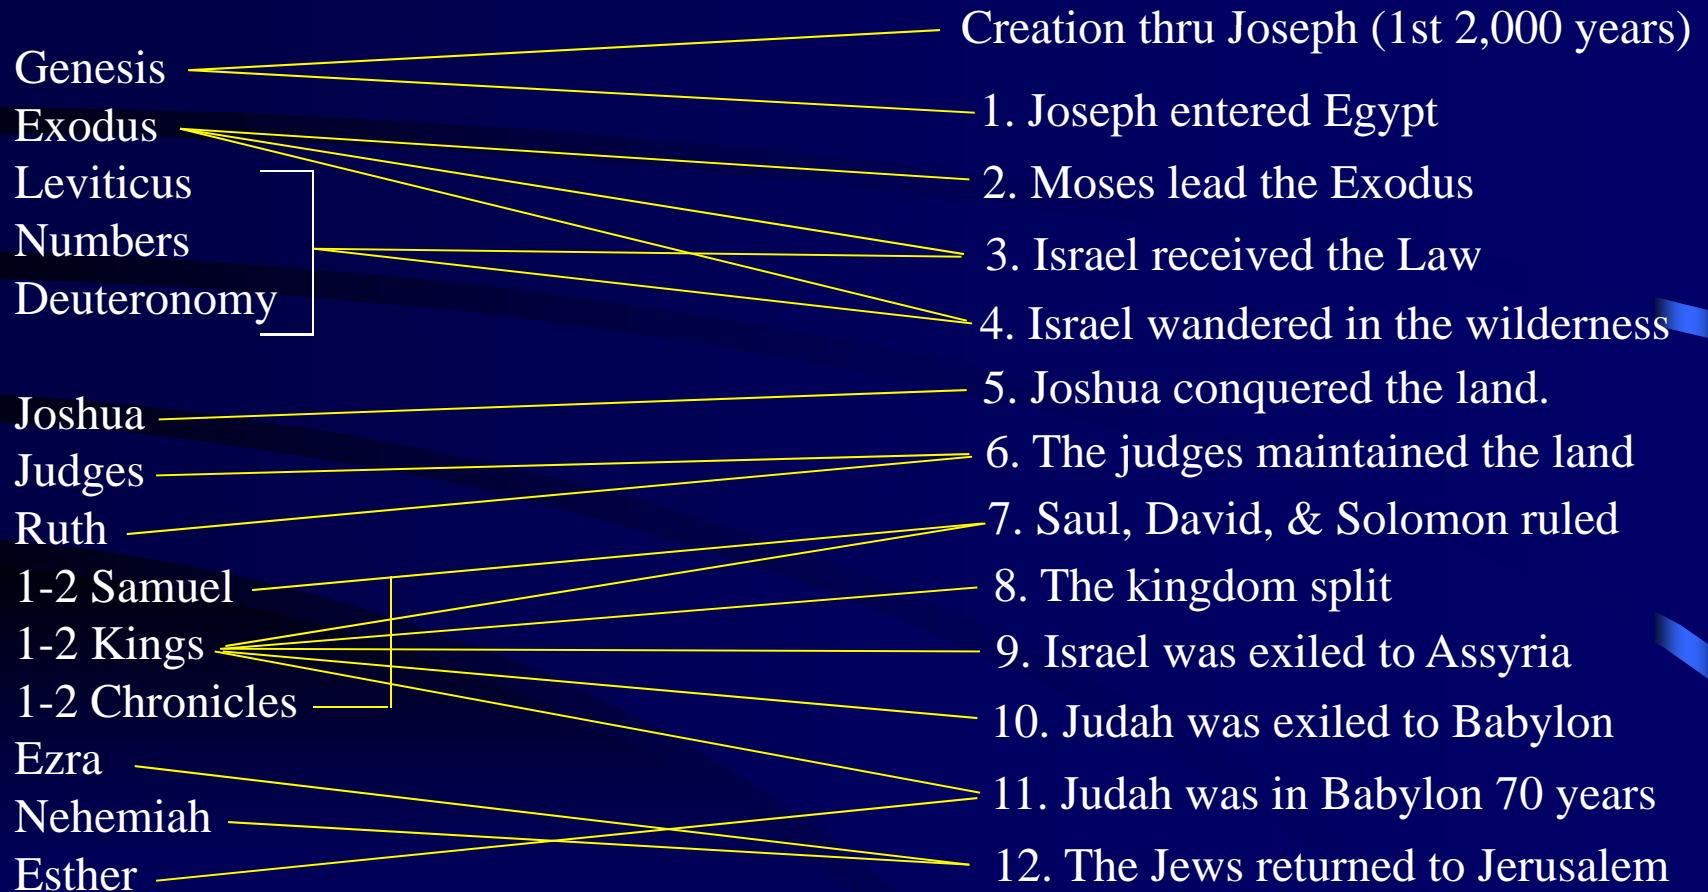 Genesis
Exodus
Leviticus
Numbers
Deuteronomy
Joshua
Judges
Ruth
1-2 Samuel
1-2 Kings
1-2 Chronicles
Ezra
Nehemiah
Esther
Creation thru Joseph (1st 2,000 years)
1. Joseph entered Egypt
2. Moses lead the Exodus
3. Israel received the Law
4. Israel wandered in the wilderness
5. Joshua conquered the land.
6. The judges maintained the land
7. Saul, David, & Solomon ruled
8. The kingdom split
9. Israel was exiled to Assyria
10. Judah was exiled to Babylon
11. Judah was in Babylon 70 years
12. The Jews returned to Jerusalem